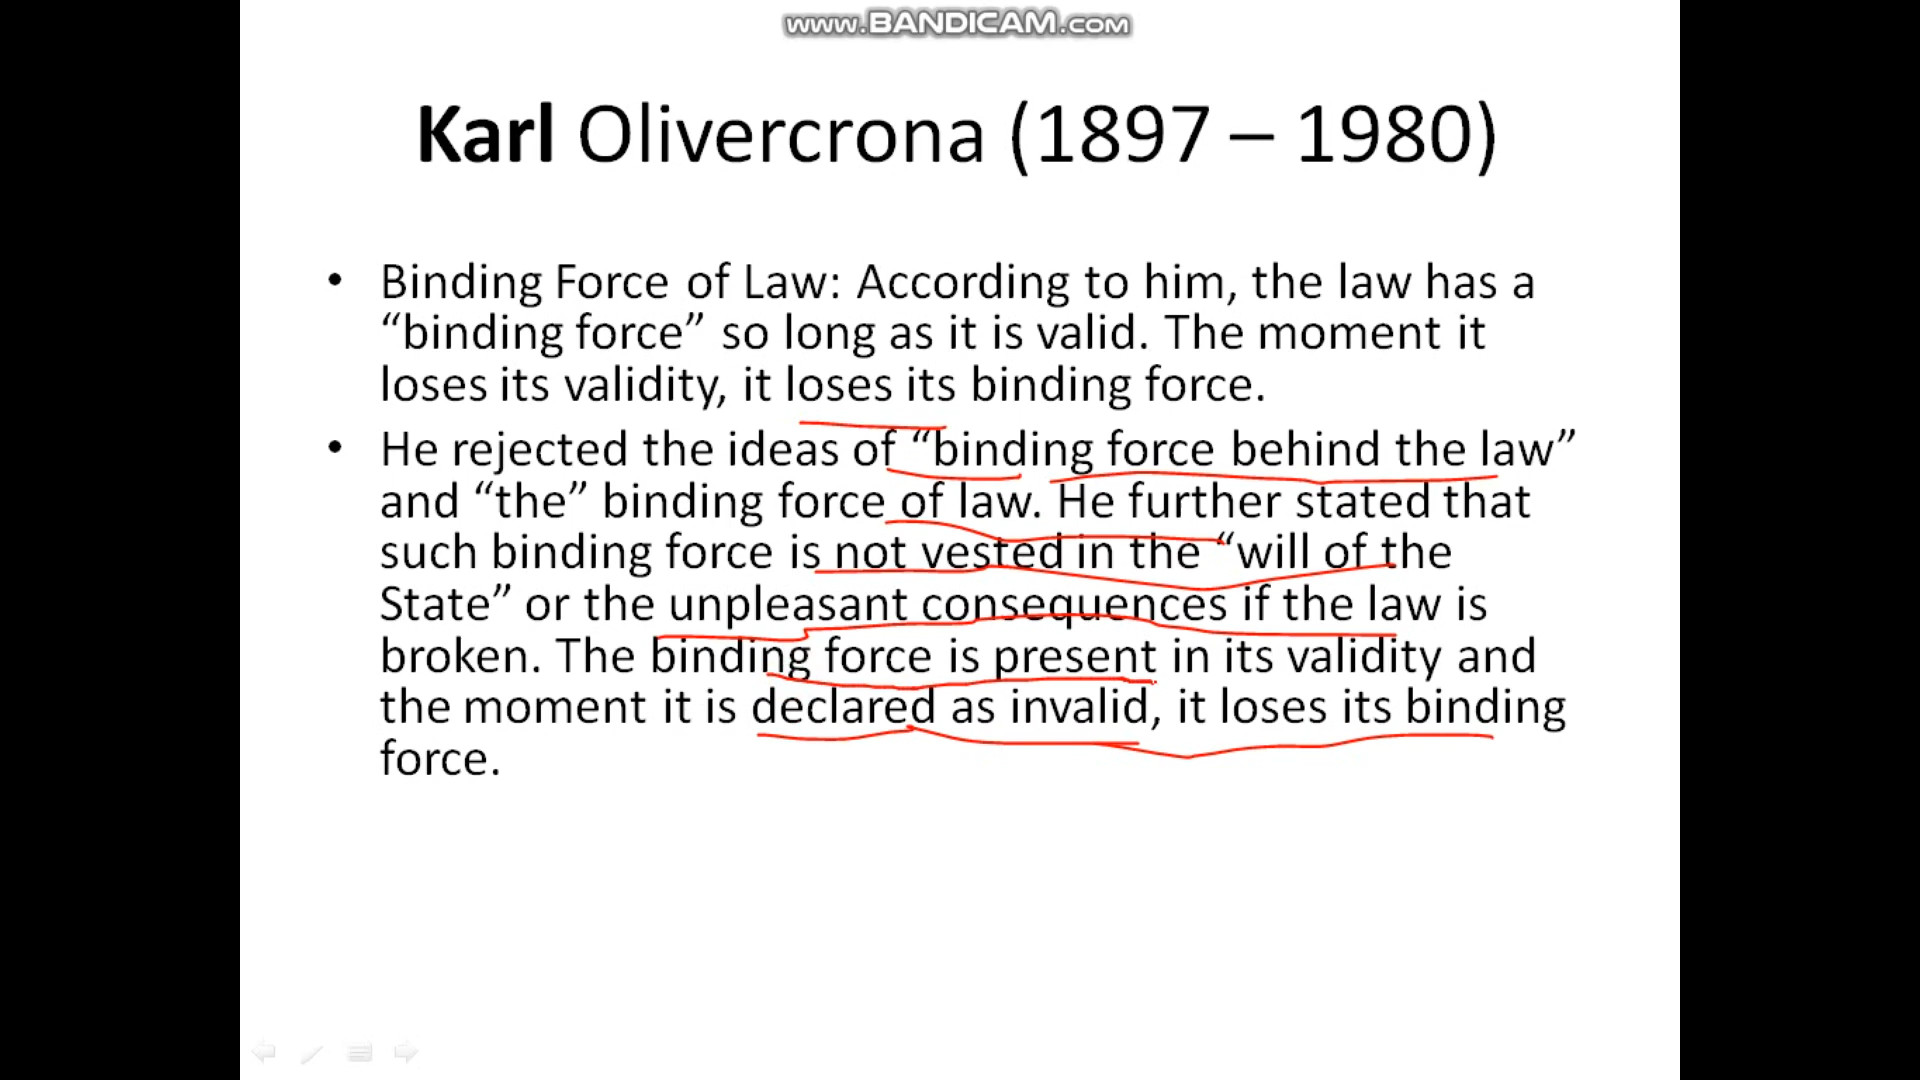 www.BANDICAM.com
Karl Olivercrona (1897 – 1980)
• Binding Force of Law: According to him, the law has a
“binding force” so long as it is valid. The moment it
loses its validity, it loses its binding force.
• He rejected the ideas of “binding force behind the law”
and “the” binding force of law. He further stated that
such binding force is not vested in the “will of the
State” or the unpleasant consequences if the law is
broken. The binding force is present in its validity and
the moment it is declared as invalid, it loses its binding
force.